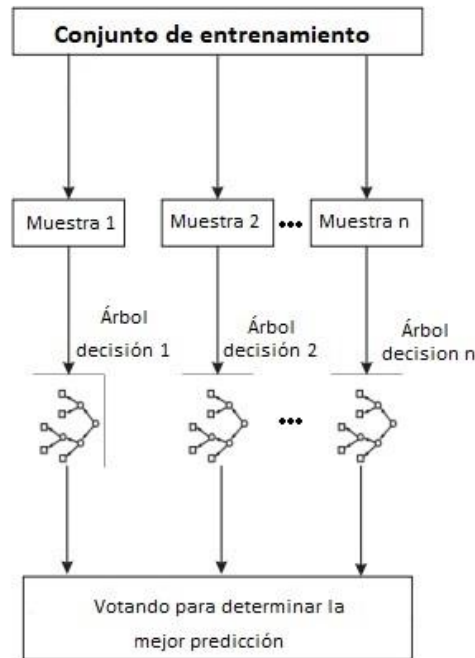 Conjunto de entrenamiento
Muestra 1
Muestra 2
•••
Muestra n
Árbol
decisión 1
Árbol
decisión 2
Árbol
decision n
•••
Votando para determinar la
mejor predicción